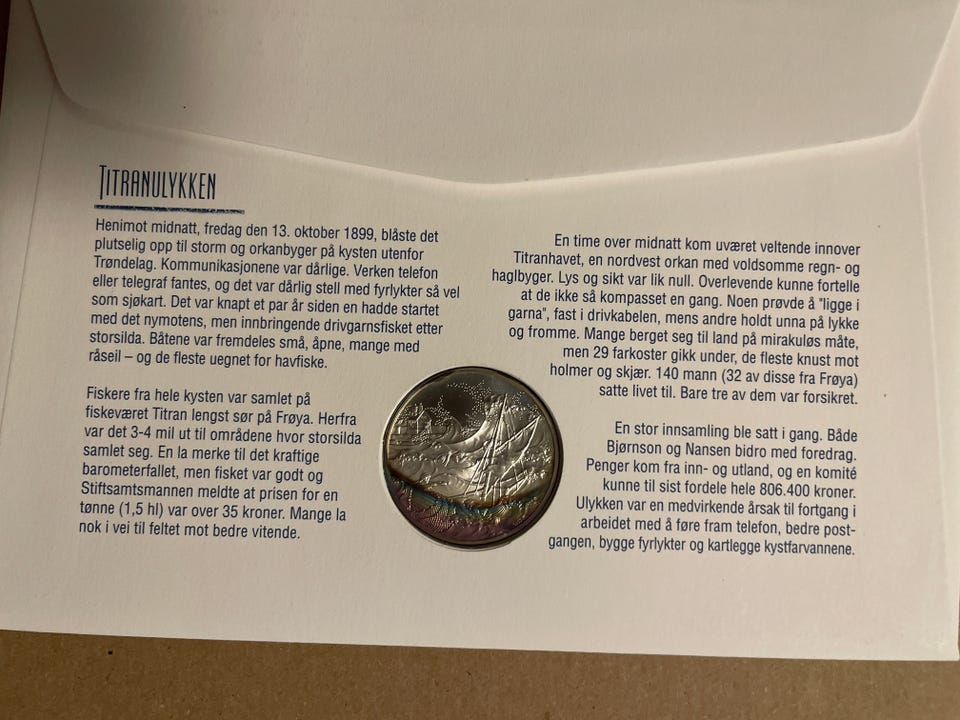 TITRANULYKKEN
Henimot midnatt, fredag den 13. oktober 1899, blåste det
plutselig opp til storm og orkanbyger på kysten utenfor
Trøndelag. Kommunikasjonene var dårlige. Verken telefon
eller telegraf fantes, og det var dårlig stell med fyrlykter så vel
som sjøkart. Det var knapt et par år siden en hadde startet
med det nymotens, men innbringende drivgarnsfisket etter
storsilda. Båtene var fremdeles små, åpne, mange med
råseil – og de fleste uegnet for havfiske.
Fiskere fra hele kysten var samlet på
fiskeværet Titran lengst sør på Frøya. Herfra
var det 3-4 mil ut til områdene hvor storsilda
samlet seg. En la merke til det kraftige
barometerfallet, men fisket var godt og
Stiftsamtsmannen meldte at prisen for en
tønne (1,5 hl) var over 35 kroner. Mange la
nok i vei til feltet mot bedre vitende.
En time over midnatt kom uværet veltende innover
Titranhavet, en nordvest orkan med voldsomme regn- og
haglbyger. Lys og sikt var lik null. Overlevende kunne fortelle
at de ikke så kompasset en gang. Noen prøvde å "ligge i
garna", fast i drivkabelen, mens andre holdt unna på lykke
og fromme. Mange berget seg til land på mirakuløs måte,
men 29 farkoster gikk under, de fleste knust mot
holmer og skjær. 140 mann (32 av disse fra Frøya)
satte livet til. Bare tre av dem var forsikret.
En stor innsamling ble satt i gang. Både
Bjørnson og Nansen bidro med foredrag.
Penger kom fra inn- og utland, og en komité
kunne til sist fordele hele 806.400 kroner.
Ulykken var en medvirkende årsak til fortgang i
arbeidet med å føre fram telefon, bedre post-
gangen, bygge fyrlykter og kartlegge kystfarvannene.